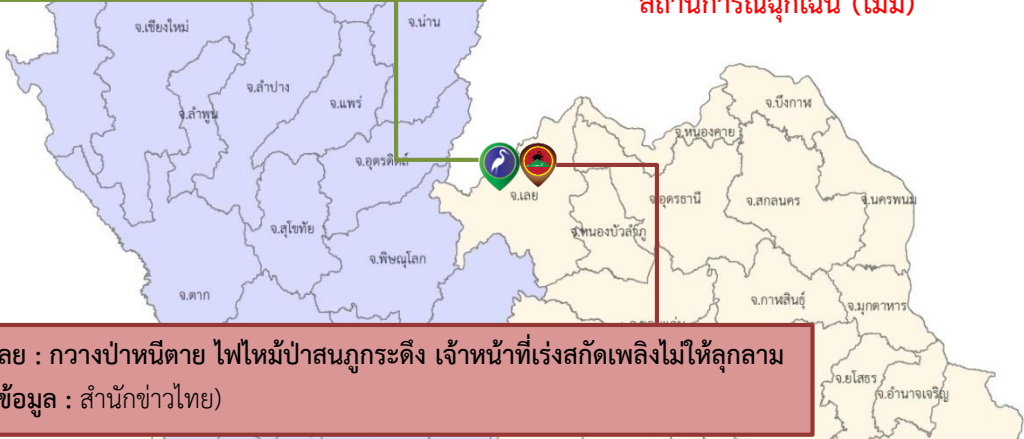 สถานการณ์ฉุกเฉิน (ไม่มี)
จ.เชียงใหม่
จ.น่าน
จ.ลำปาง
จ.แพร่
จ.ลำพูน
จ.บึงกาฬ
จ.หนองคาย
จ.อุตรดิตถ์
จ.เลย
จ.อุดรธานี
จ.สกลนคร
จ.นครพนม
จ.สุโขทัย
จ.หนองบัวลำภู
จ.พิษณุโลก
จ.ตาก
จ.กาฬสินธุ์
จ.มุกดาหาร
ลย : กวางป่าหนีตาย ไฟไหม้ป่าสนภูกระดึง เจ้าหน้าที่เร่งสกัดเพลิงไม่ให้ลุกลาม
ข้อมูล : สำนักข่าวไทย)
จ.ยโสธร
จ.อำนาจเจริญ